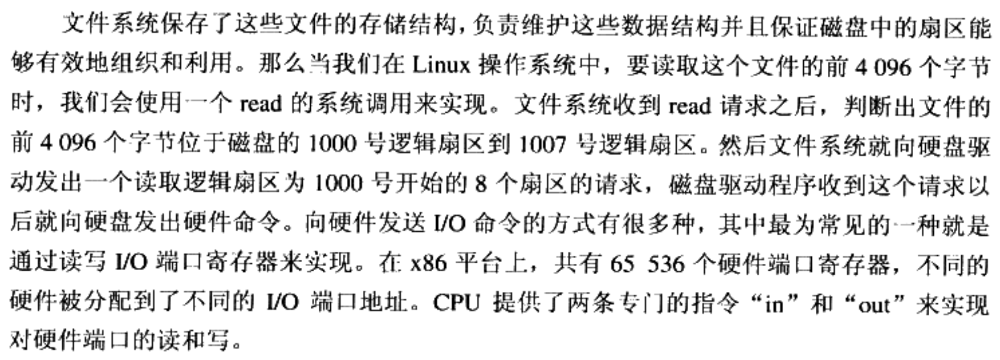 文件系统保存了这些文件的存储结构，负责维护这些数据结构并且保证磁盘中的扇区能
够有效地组织和利用。那么当我们在 Linux 操作系统中，要读取这个文件的前 4 096 个字节
时，我们会使用一个 read 的系统调用来实现。文件系统收到 read 请求之后，判断出文件的
前 4 096 个字节位于磁盘的 1000 号逻辑扇区到 1007 号逻辑扇区。然后文件系统就向硬盘驱
动发出一个读取逻辑扇区为 1000 号开始的 8 个扇区的请求，磁盘驱动程序收到这个请求以
后就向硬盘发出硬件命令。向硬件发送 I/O 命令的方式有很多种，其中最为常见的一种就是
通过读写 I/O 端口寄存器来实现。在 x86 平台上，共有 65 536 个硬件端口寄存器，不同的
硬件被分配到了不同的 I/O 端口地址。CPU 提供了两条专门的指令“in”和“out”来实现
对硬件端口的读和写。